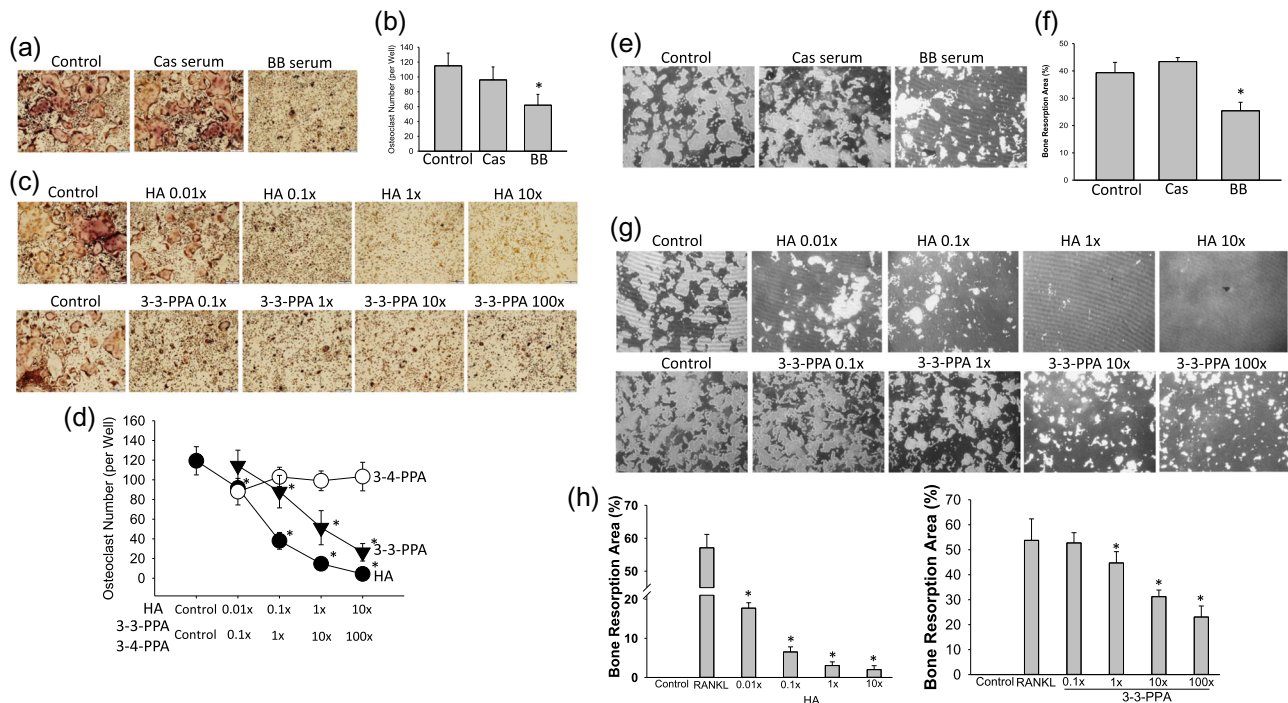 (a)
Control Cas serum BB serum
(b)
Osteoclast Number (per Well)
140
120
100
80
60
40
20
0
*
Control Cas BB
(c)
Control HA 0.01x HA 0.1x HA 1x HA 10x
Control 3-3-PPA 0.1x 3-3-PPA 1x 3-3-PPA 10x 3-3-PPA 100x
(d)
Osteoclast Number (per Well)
160
140
120
100
80
60
40
20
0
* * * * * * *
3-4-PPA
3-3-PPA
HA
HA Control 0.01x 0.1x 1x 10x
3-3-PPA
3-4-PPA
Control 0.1x 1x 10x 100x
(e)
Control Cas serum BB serum
(f)
Bone Resorption Area (%)
50
40
30
20
10
0
*
Control Cas BB
(g)
Control HA 0.01x HA 0.1x HA 1x HA 10x
Control 3-3-PPA 0.1x 3-3-PPA 1x 3-3-PPA 10x 3-3-PPA 100x
(h)
Bone Resorption Area (%)
70
60
50
20
10
0
* * * *
Control RANKL 0.01x 0.1x 1x 10x
HA
Bone Resorption Area (%)
70
60
50
40
30
20
10
0
* * *
Control RANKL 0.1x 1x 10x 100x
3-3-PPA